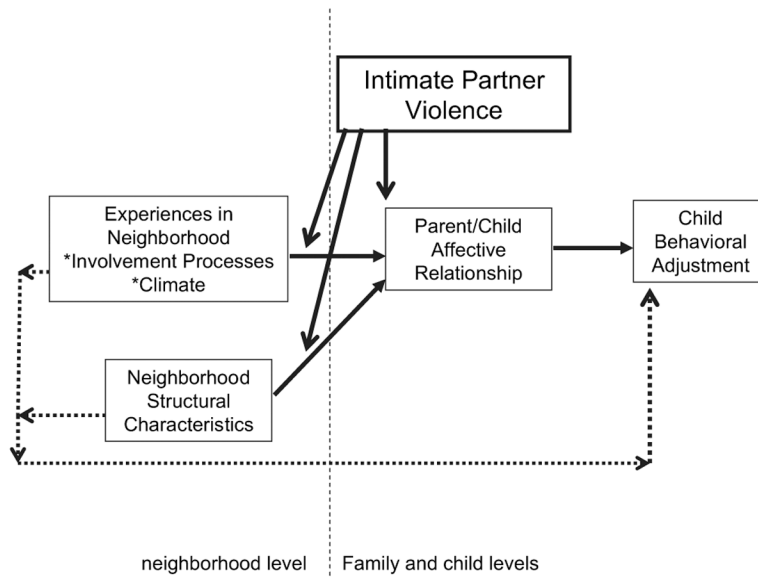 Intimate Partner
Violence
Experiences in
Neighborhood
*Involvement Processes
*Climate
Parent/Child
Affective
Relationship
Child
Behavioral
Adjustment
Neighborhood
Structural
Characteristics
neighborhood level
Family and child levels